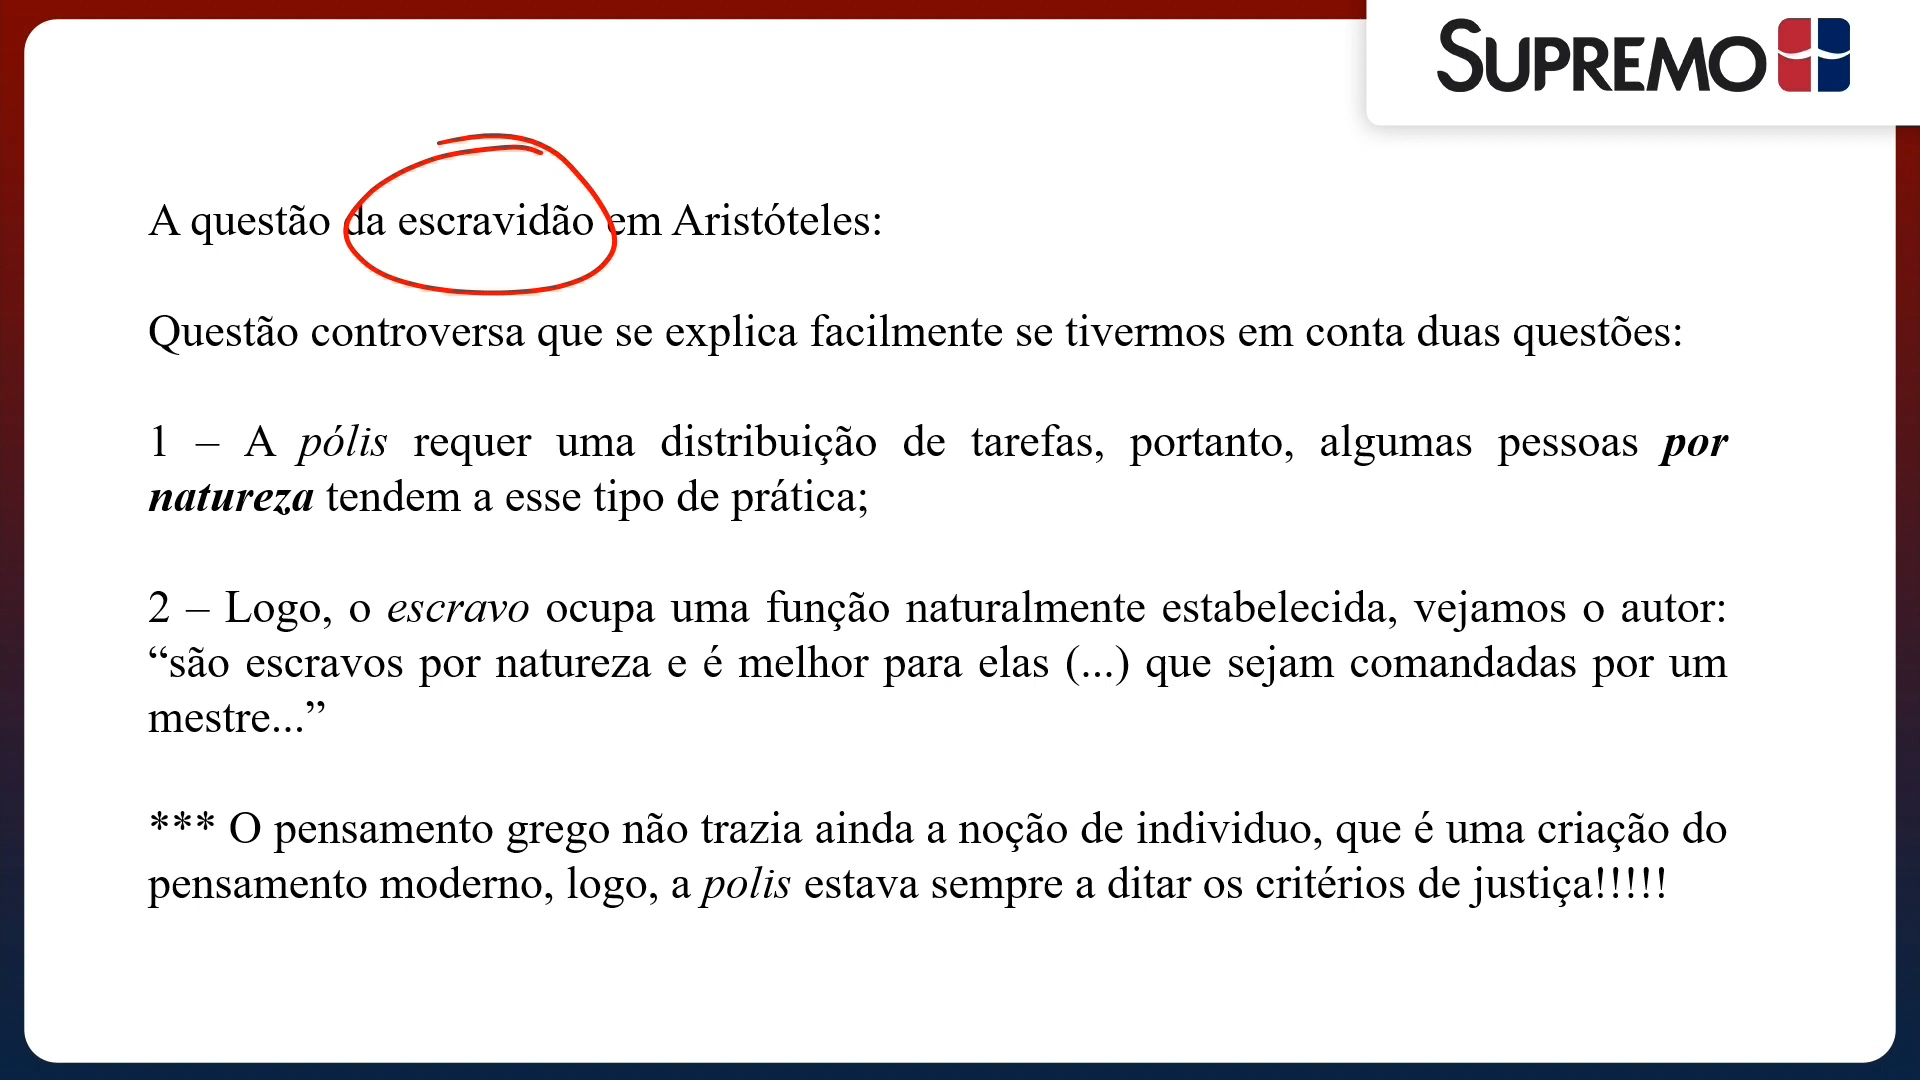 SUPREMO
A questão da escravidão em Aristóteles:
Questão controversa que se explica facilmente se tivermos em conta duas questões:
1 – A pólis requer uma distribuição de tarefas, portanto, algumas pessoas por
natureza tendem a esse tipo de prática;
2 – Logo, o escravo ocupa uma função naturalmente estabelecida, vejamos o autor:
“são escravos por natureza e é melhor para elas (...) que sejam comandadas por um
mestre...”
*** O pensamento grego não trazia ainda a noção de individuo, que é uma criação do
pensamento moderno, logo, a polis estava sempre a ditar os critérios de justiça!!!!!